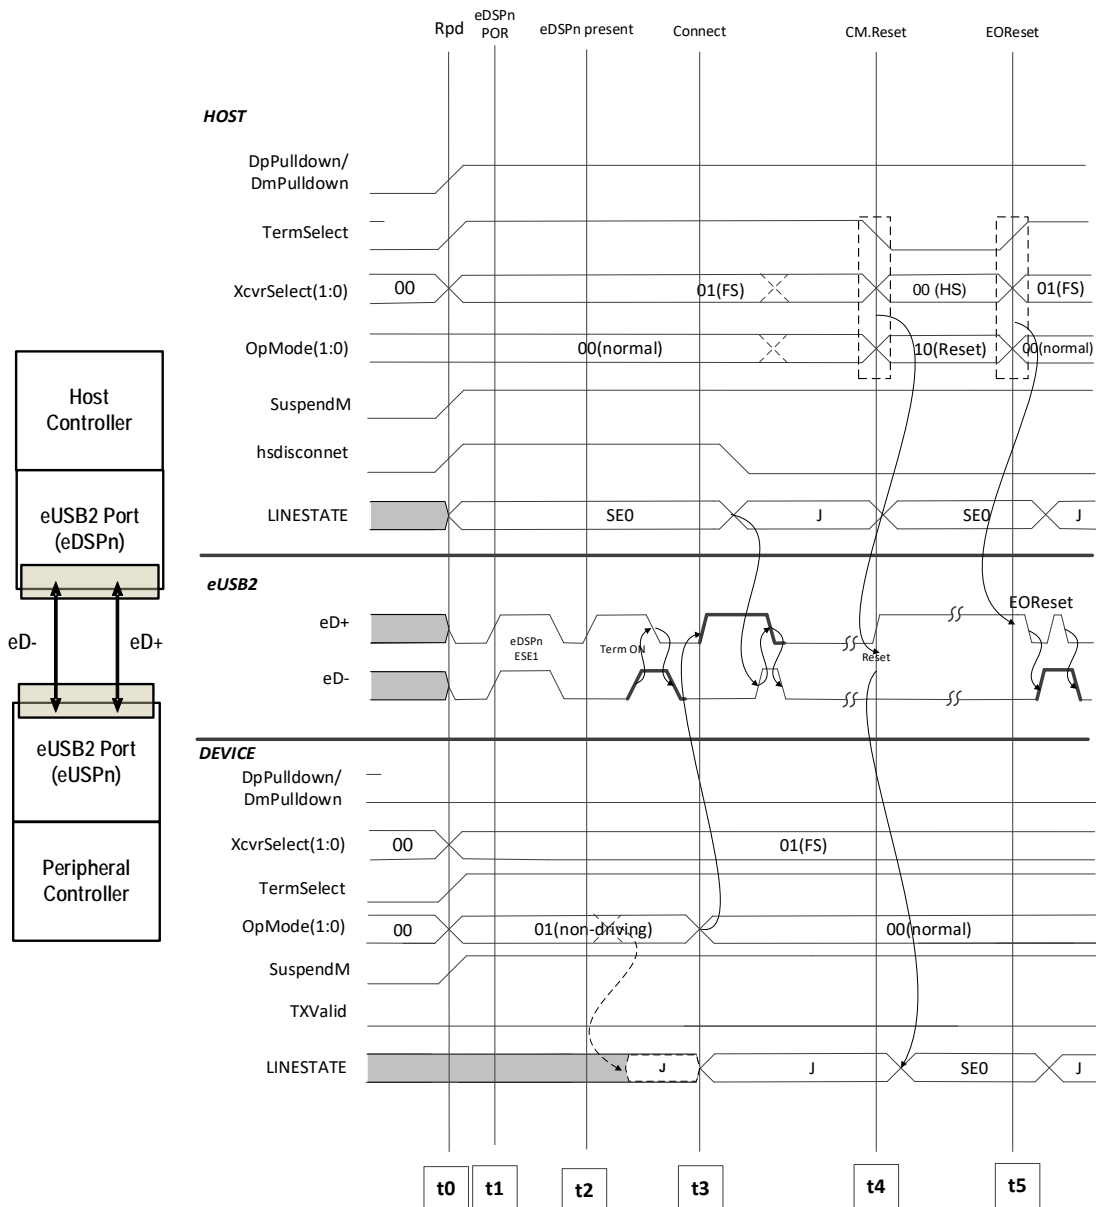 Rpd
eDSPn
POR
eDSPn present
Connect
CM.Reset
EOReset
HOST
DpPulldown/
DmPulldown
TermSelect
XcvrSelect(1:0)
00
01(FS)
00 (HS)
01(FS)
OpMode(1:0)
00(normal)
10(Reset)
00(normal)
SuspendM
hsdisconnet
LINESTATE
SE0
J
SE0
J
eUSB2
EOReset
eD+
eDSPn
ESE1
Term ON
Reset
eD-
DEVICE
DpPulldown/
DmPulldown
XcvrSelect(1:0)
00
01(FS)
TermSelect
OpMode(1:0)
00
01(non-driving)
00(normal)
SuspendM
TXValid
LINESTATE
J
J
SE0
J
t0
t1
t2
t3
t4
t5
Host
Controller
eUSB2 Port
(eDSPn)
eD-
eD+
eUSB2 Port
(eUSPn)
Peripheral
Controller